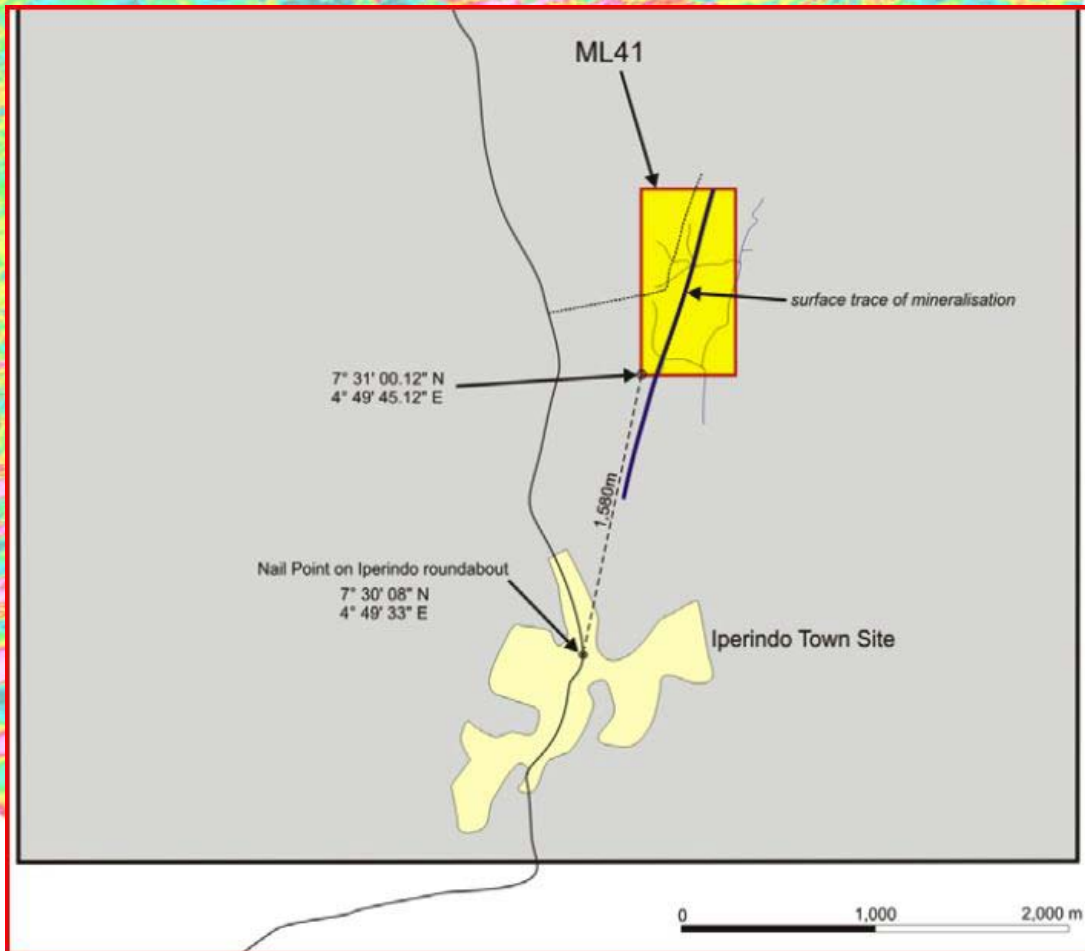 ML41
surface trace of mineralisation
7° 31' 00.12" N
4° 49' 45.12" E
1,580m
Nail Point on Iperindo roundabout
7° 30' 08" N
4° 49' 33" E
Iperindo Town Site
0 1,000 2,000 m